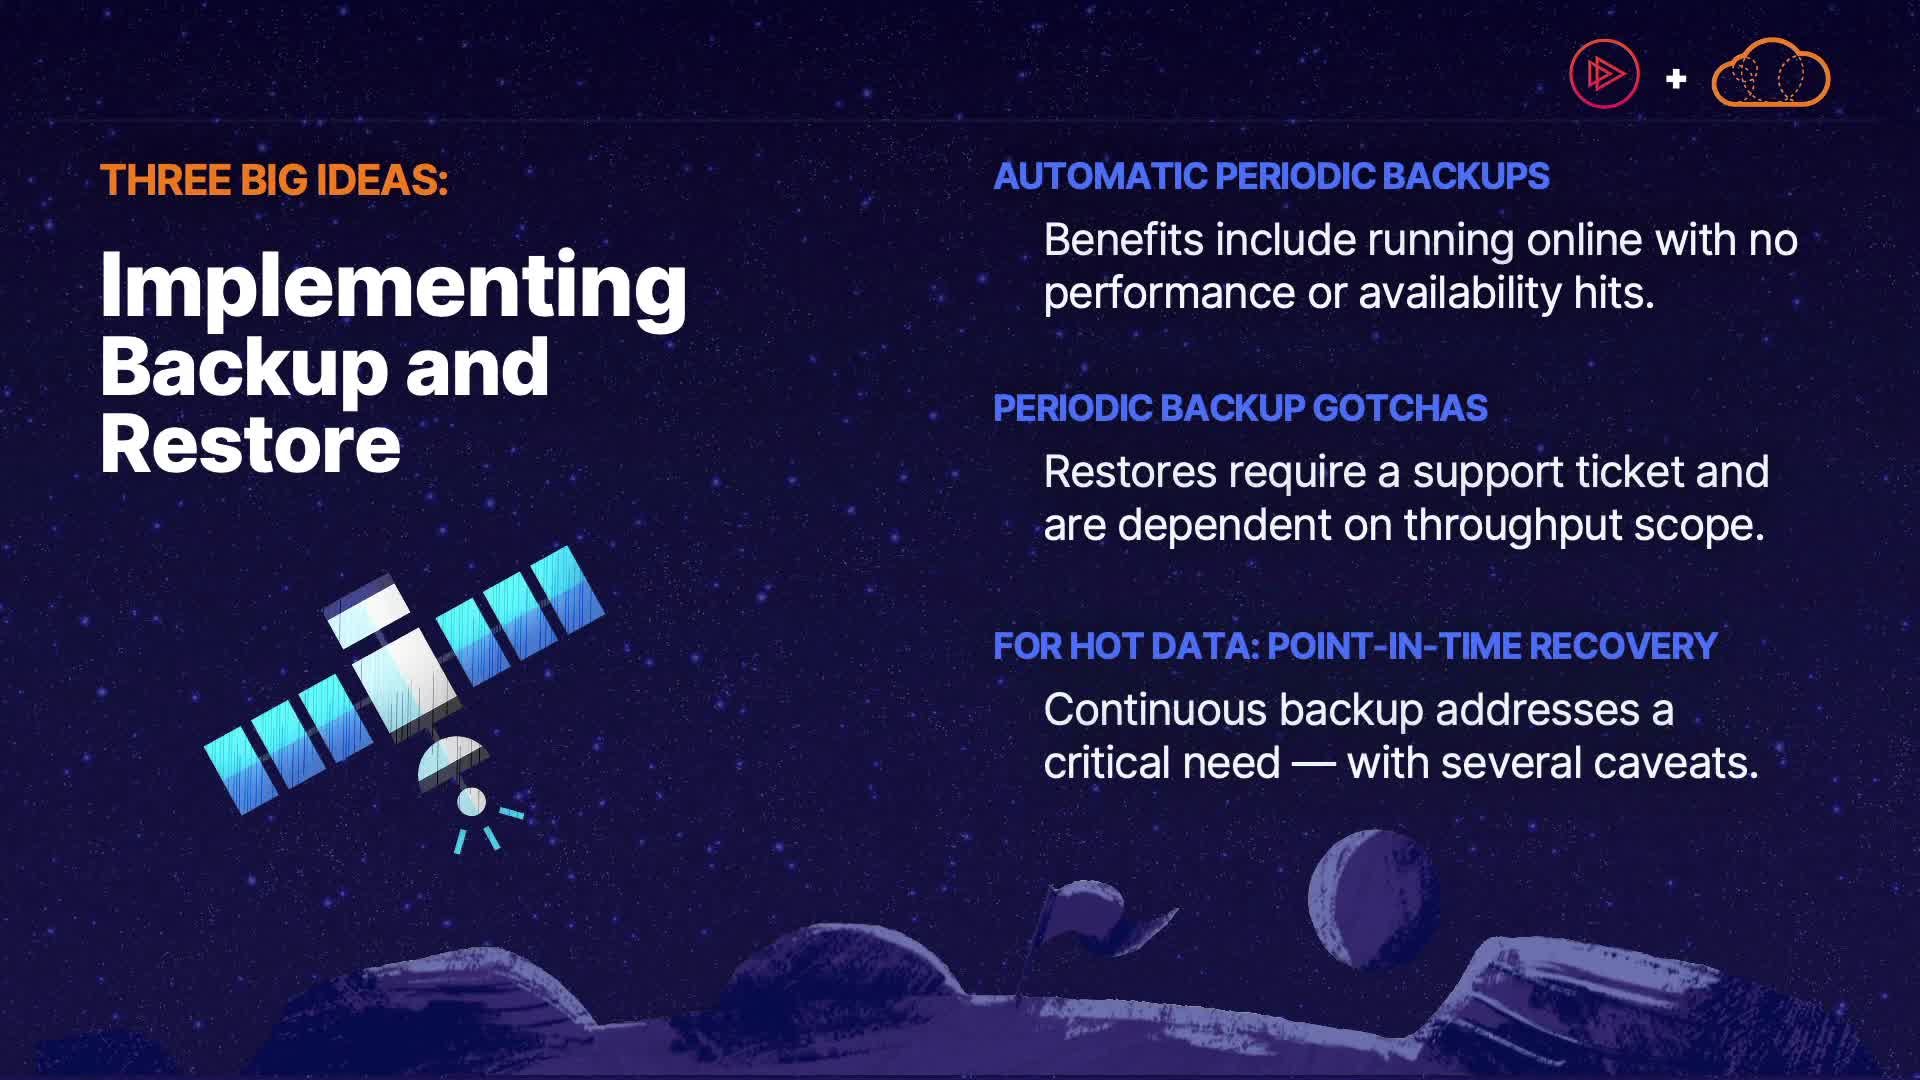 THREE BIG IDEAS:
Implementing
Backup and
Restore
AUTOMATIC PERIODIC BACKUPS
Benefits include running online with no
performance or availability hits.
PERIODIC BACKUP GOTCHAS
Restores require a support ticket and
are dependent on throughput scope.
FOR HOT DATA: POINT-IN-TIME RECOVERY
Continuous backup addresses a
critical need — with several caveats.